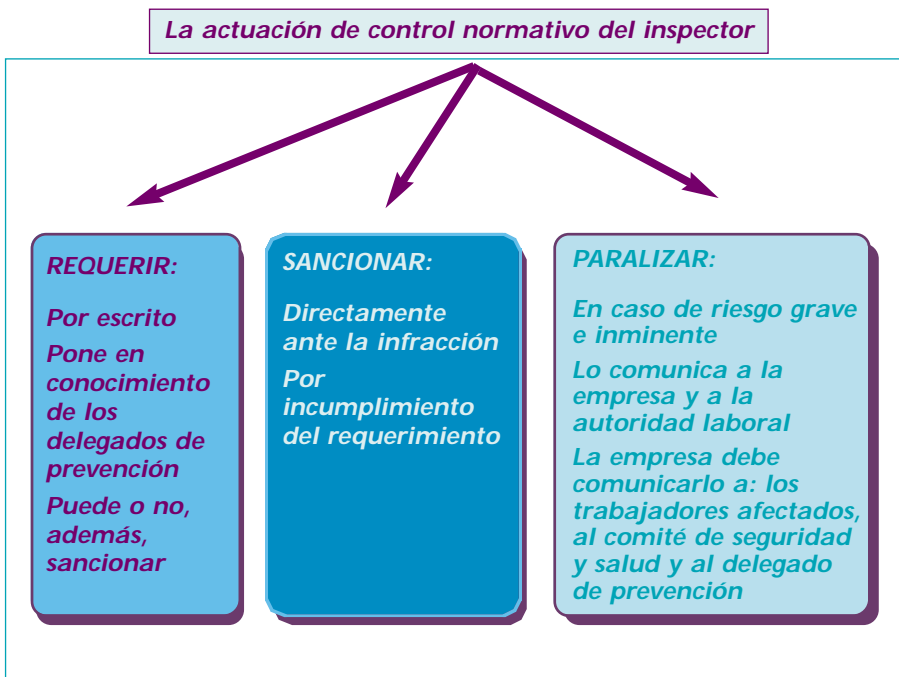 La actuación de control normativo del inspector
REQUERIR:
Por escrito
Pone en
conocimiento
de los
delegados de
prevención
Puede o no,
además,
sancionar
SANCIONAR:
Directamente
ante la infracción
Por
incumplimiento
del requerimiento
PARALIZAR:
En caso de riesgo grave
e inminente
Lo comunica a la
empresa y a la
autoridad laboral
La empresa debe
comunicarlo a: los
trabajadores afectados,
al comité de seguridad
y salud y al delegado
de prevención